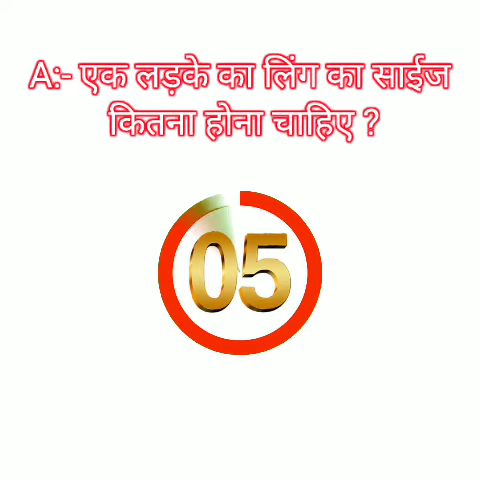 A:- एक लड़के का लिंग का साईज
कितना होना चाहिए ?
05